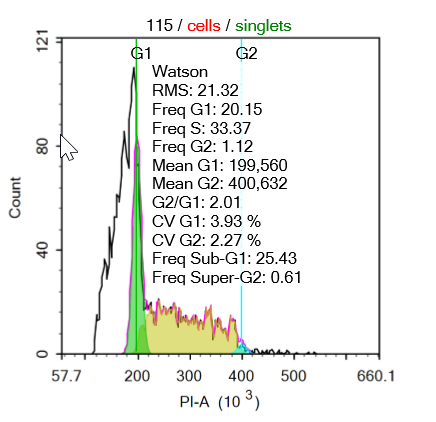 115 / cells / singlets
121
G1 G2
Watson
RMS: 21.32
Freq G1: 20.15
Freq S: 33.37
Freq G2: 1.12
Mean G1: 199,560
Mean G2: 400,632
G2/G1: 2.01
CV G1: 3.93 %
CV G2: 2.27 %
Freq Sub-G1: 25.43
Freq Super-G2: 0.61
80
Count
40
0
57.7 200 300 400 500 660.1
PI-A (10 3)